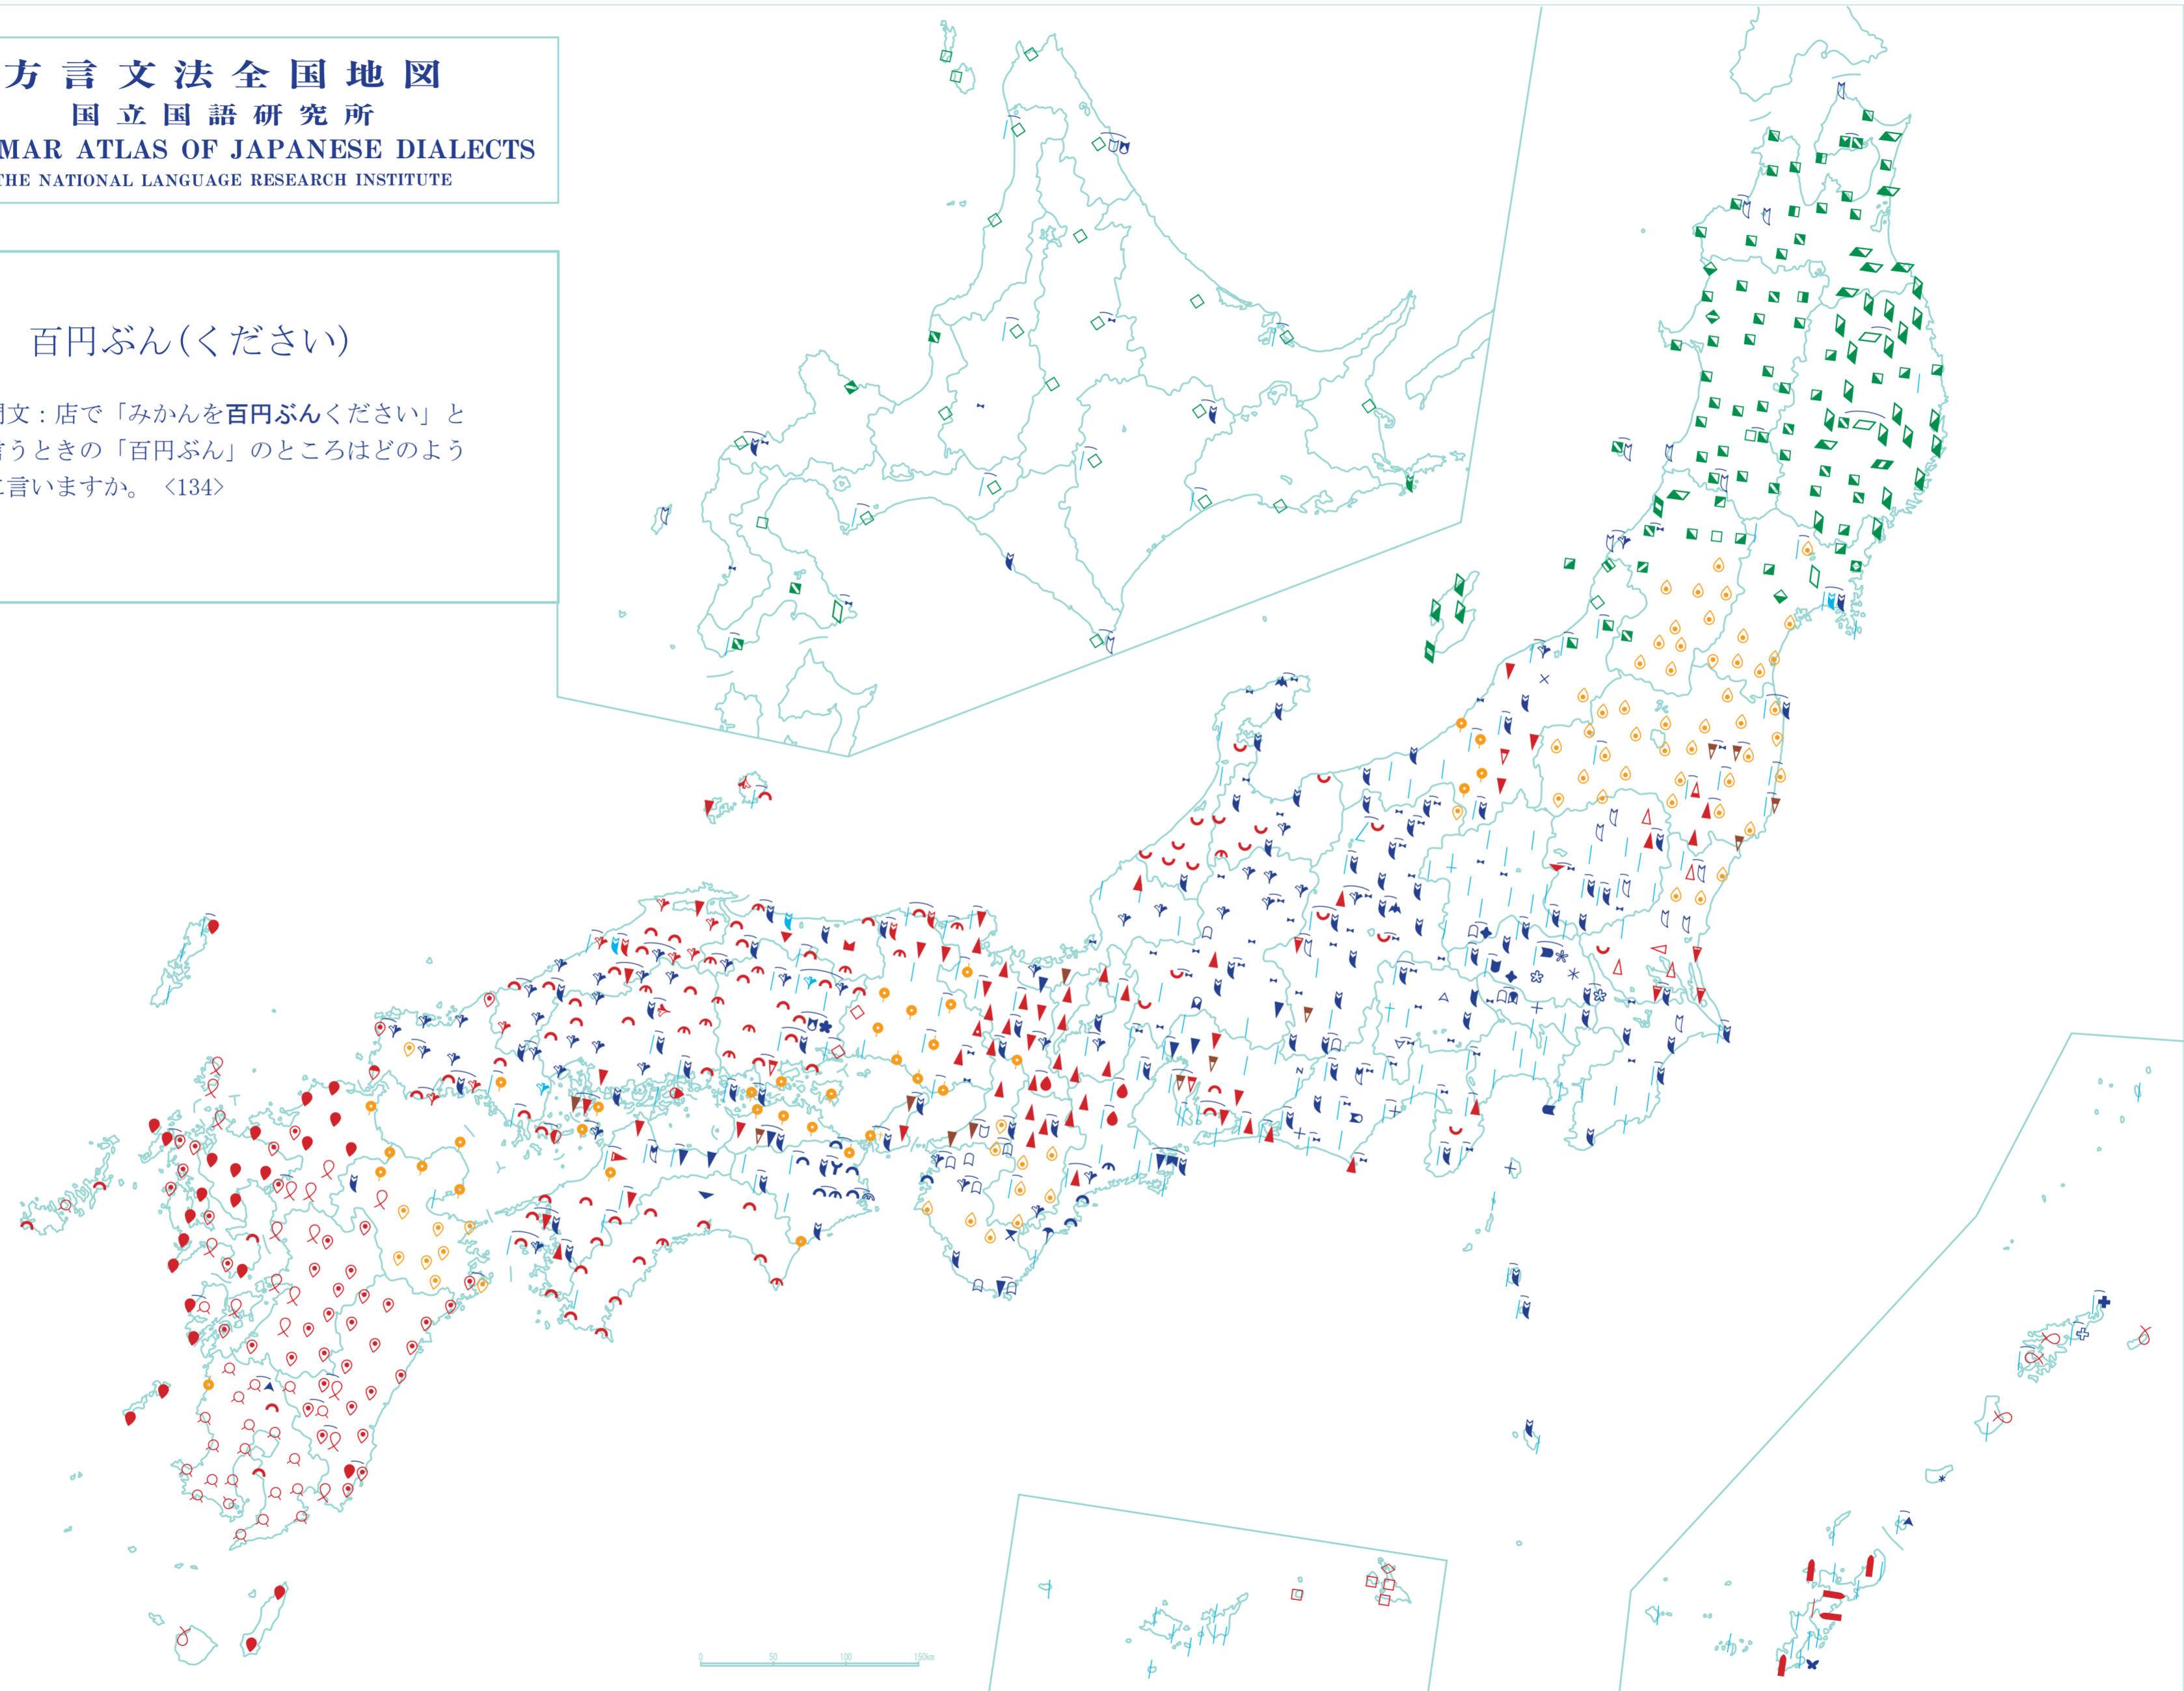 方言文法全国地図
国立国語研究所
MAR ATLAS OF JAPANESE DIALECTS
THE NATIONAL LANGUAGE RESEARCH INSTITUTE
百円ぶん(ください)
文：店で「みかんを百円ぶんください」と
うときの「百円ぶん」のところはどのよう
に言いますか。〈134〉
0 50 100 150km